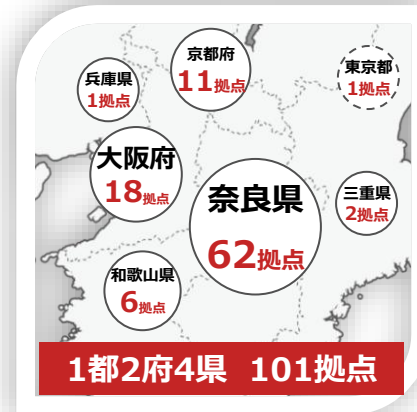 京都府
11拠点
兵庫県
1拠点
東京都
1拠点
大阪府
18拠点
奈良県
62拠点
三重県
2拠点
和歌山県
6拠点
1都2府4県 101拠点